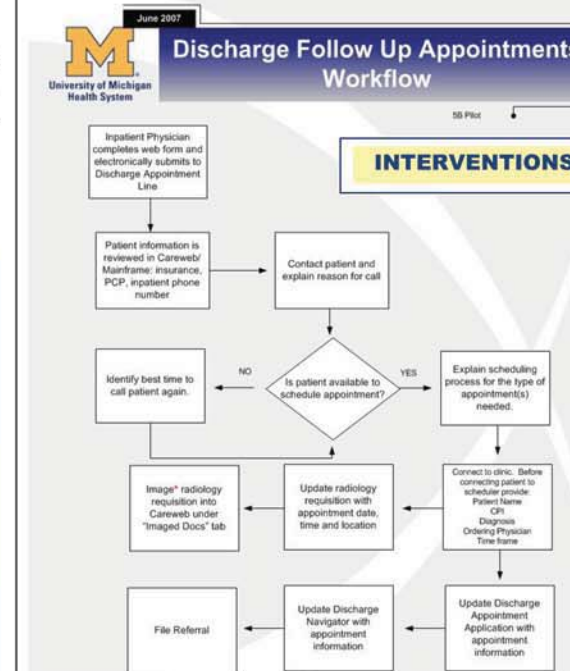 June 2007
M
University of Michigan
Health System
Discharge Follow Up Appointments
Workflow
5B Pilot
INTERVENTIONS
Inpatient Physician
completes web form and
electronically submits to
Discharge Appointment
Line
Patient information is
reviewed in Careweb/
Mainframe: insurance,
PCP, inpatient phone
number
Contact patient and
explain reason for call
Is patient available to
schedule appointment?
NO
YES
Identify best time to
call patient again.
Explain scheduling
process for the type of
appointment(s)
needed.
Connect to clinic. Before
connecting patient to
scheduler provide:
Patient Name
CPI
Diagnosis
Ordering Physician
Time frame
Update radiology
requisition with
appointment date,
time and location
Image* radiology
requisition into
Careweb under
"Imaged Docs" tab
Update Discharge
Appointment
Application with
appointment
information
Update Discharge
Navigator with
appointment
information
File Referral